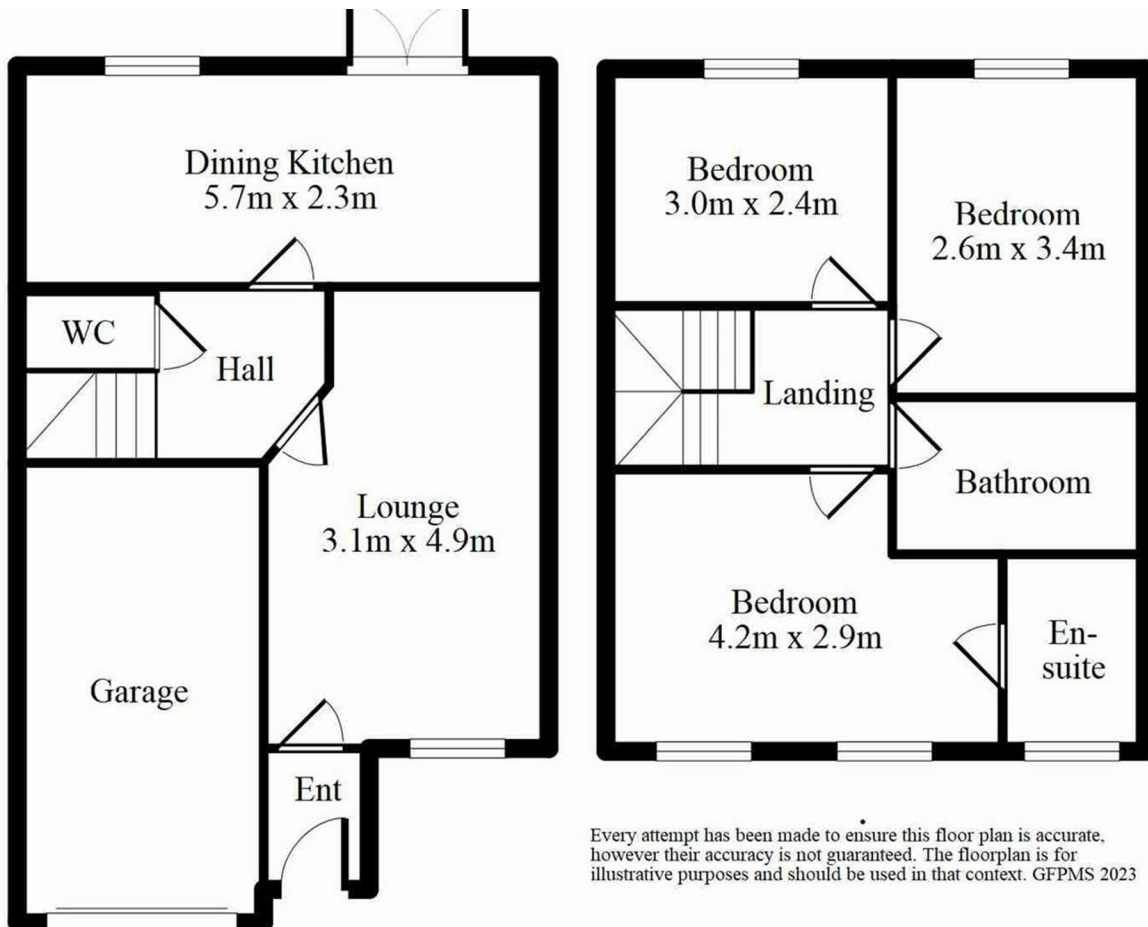 Dining Kitchen
5.7m x 2.3m
WC
Hall
Lounge
3.1m x 4.9m
Garage
Ent
Bedroom
3.0m x 2.4m
Bedroom
2.6m x 3.4m
Landing
Bathroom
Bedroom
4.2m x 2.9m
En-
suite
Every attempt has been made to ensure this floor plan is accurate,
however their accuracy is not guaranteed. The floorplan is for
illustrative purposes and should be used in that context. GFPMS 2023